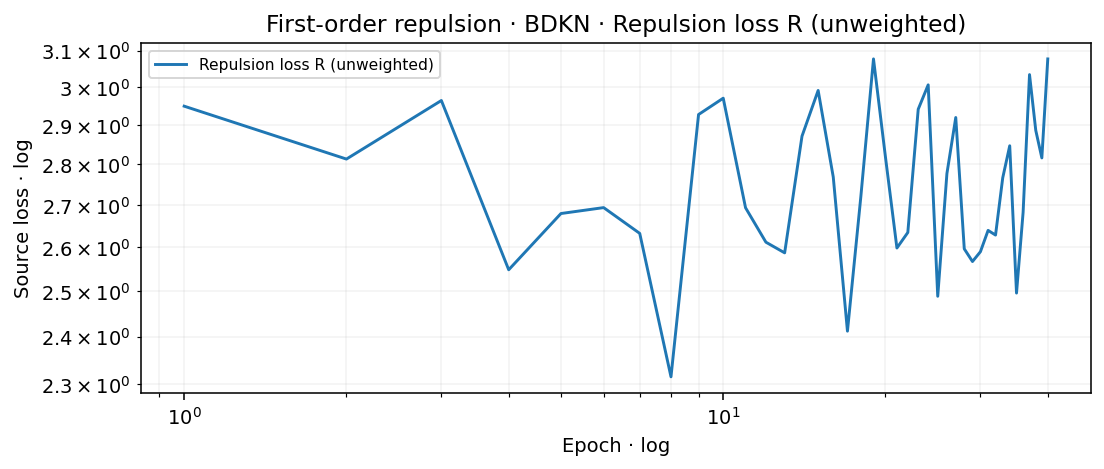 First-order repulsion · BDKN · Repulsion loss R (unweighted)
Repulsion loss R (unweighted)
Source loss · log
3.1 × 10⁰
3 × 10⁰
2.9 × 10⁰
2.8 × 10⁰
2.7 × 10⁰
2.6 × 10⁰
2.5 × 10⁰
2.4 × 10⁰
2.3 × 10⁰
10⁰
10¹
Epoch · log